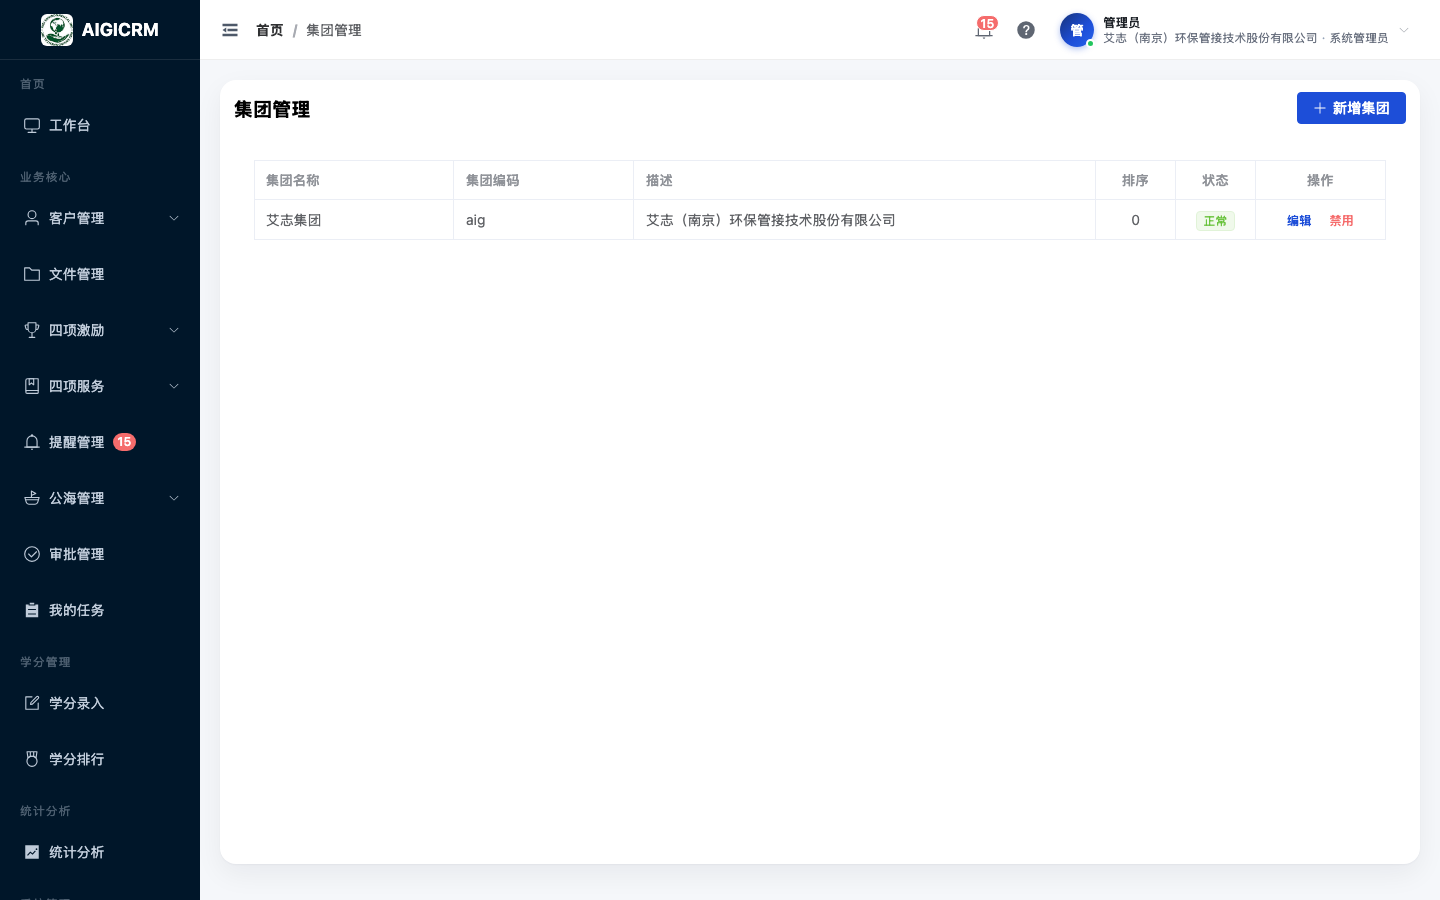 AIGICRM
首页
工作台
业务核心
客户管理
文件管理
四项激励
四项服务
提醒管理 15
公海管理
审批管理
我的任务
学分管理
学分录入
学分排行
统计分析
统计分析
首页 / 集团管理
15
管
管理员
艾志（南京）环保管接技术股份有限公司 · 系统管理员
集团管理
新增集团
集团名称 集团编码 描述 排序 状态 操作
艾志集团 aig 艾志（南京）环保管接技术股份有限公司 0 正常 编辑 禁用